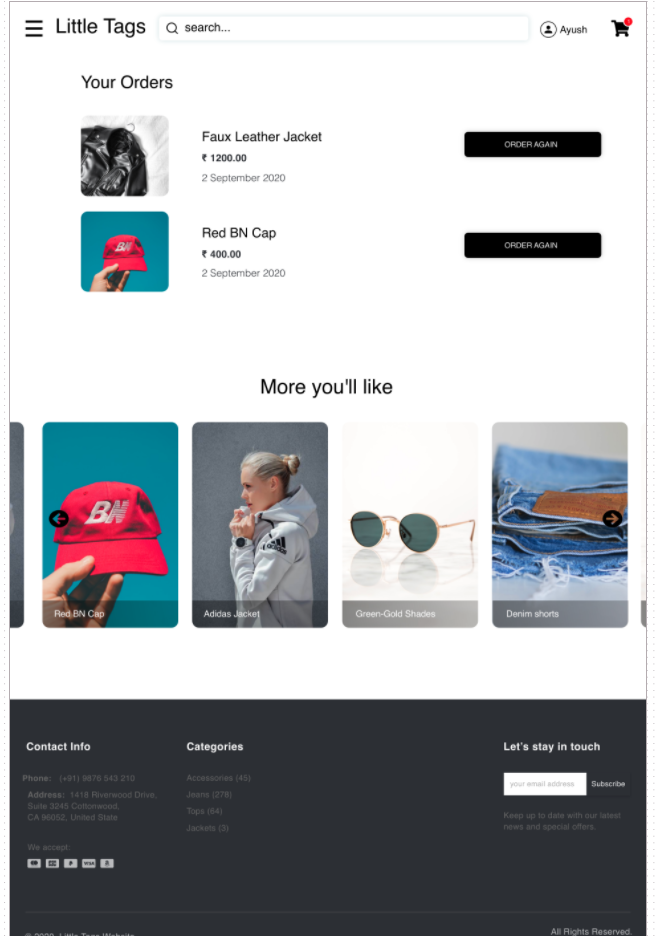 Little Tags
search...
Ayush
Your Orders
Faux Leather Jacket
₹ 1200.00
2 September 2020
ORDER AGAIN
BN
Red BN Cap
₹ 400.00
2 September 2020
ORDER AGAIN
More you'll like
BN
adidas
Red BN Cap
Adidas Jacket
Green-Gold Shades
Denim shorts
Contact Info
Categories
Let's stay in touch
Phone: (+91) 9876 543 210
Address: 1418 Riverwood Drive,
Suite 3245 Cottonwood,
CA 96052, United State
Accessories (45)
Jeans (278)
Tops (64)
Jackets (3)
your email address
Subscribe
Keep up to date with our latest
news and special offers.
We accept:
VISA
© 2020, Little Tags Website
All Rights Reserved.